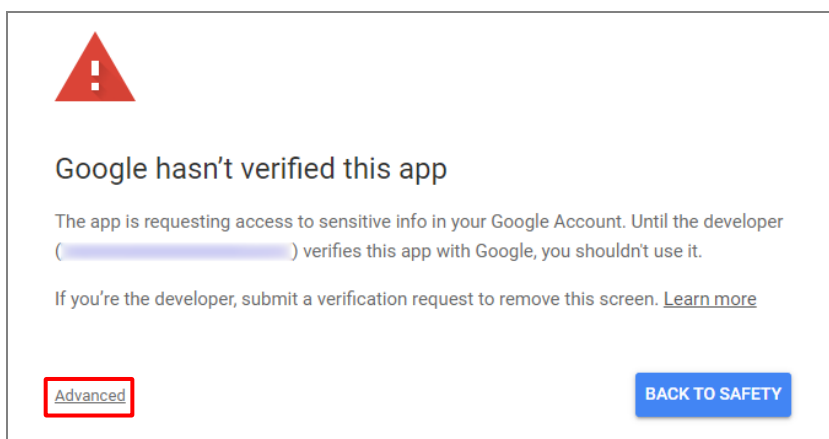 Google hasn’t verified this app
The app is requesting access to sensitive info in your Google Account. Until the developer
( ) verifies this app with Google, you shouldn't use it.
If you’re the developer, submit a verification request to remove this screen. Learn more
Advanced
BACK TO SAFETY